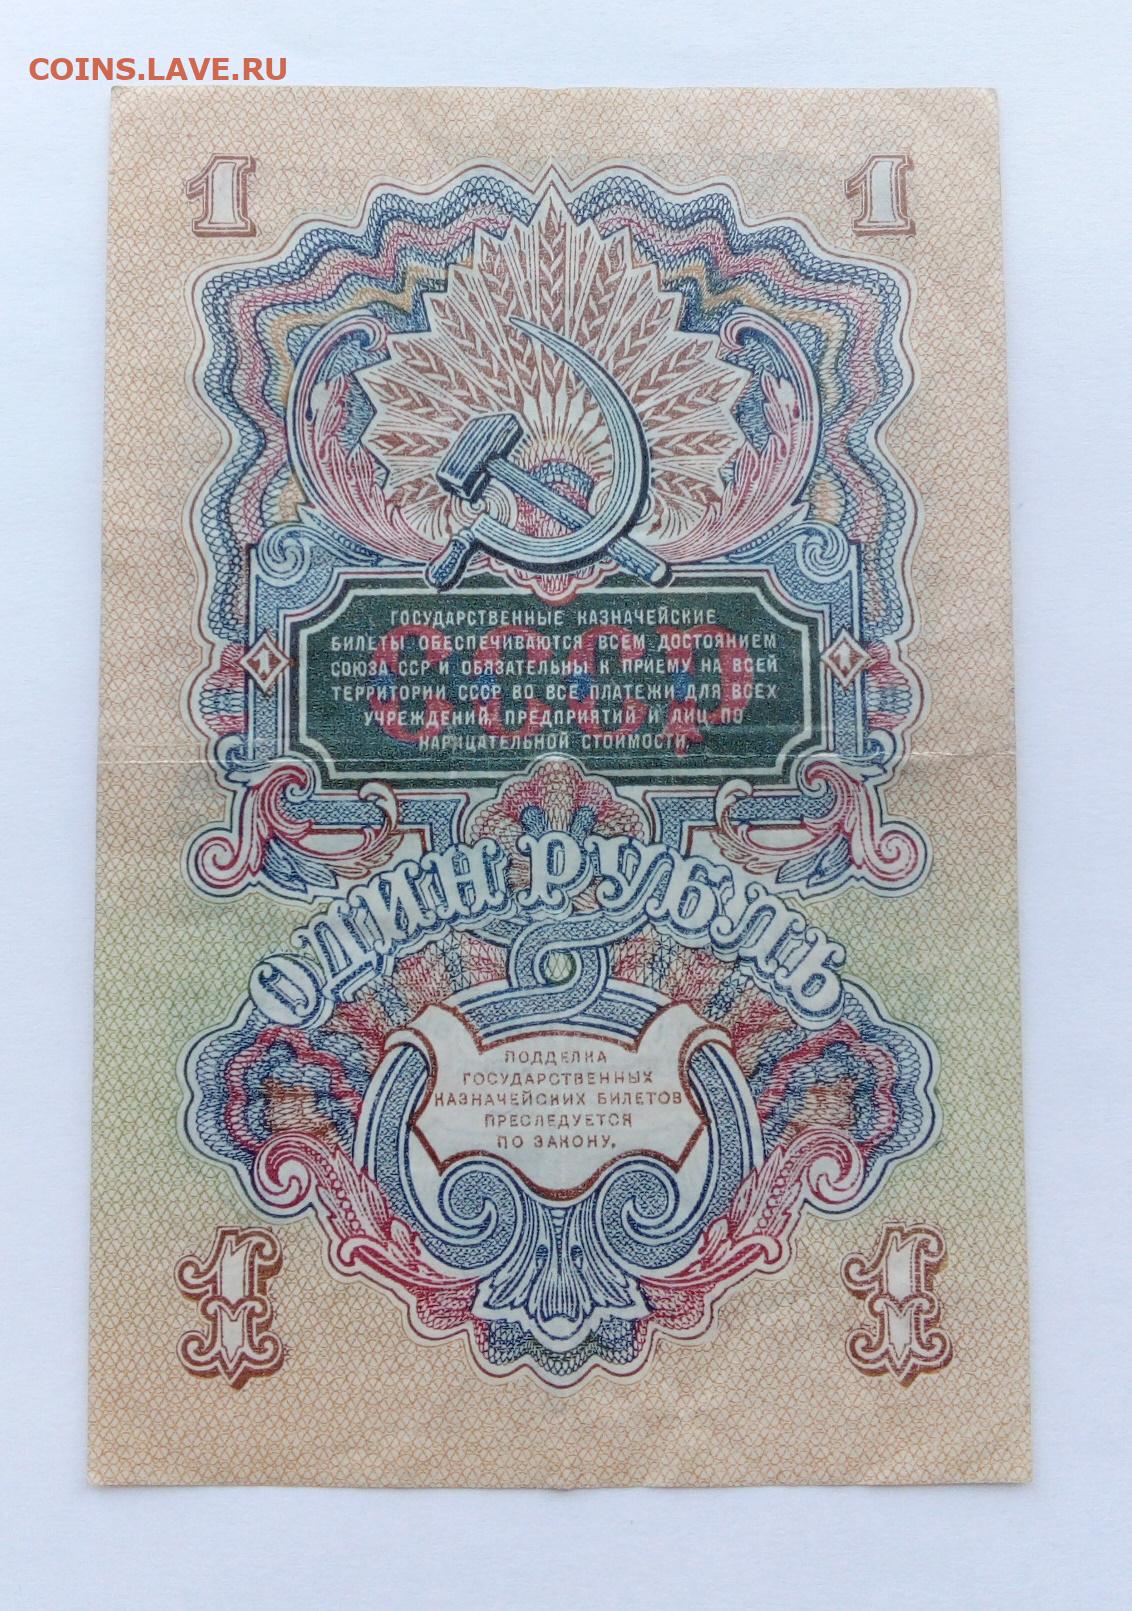 COINS.LAVE.RU
1 1
ГОСУДАРСТВЕННЫЕ КАЗНАЧЕЙСКИЕ
БИЛЕТЫ ОБЕСПЕЧИВАЮТСЯ ВСЕМ ДОСТОЯНИЕМ
СОЮЗА ССР И ОБЯЗАТЕЛЬНЫ К ПРИЕМУ НА ВСЕЙ
ТЕРРИТОРИИ СССР ВО ВСЕ ПЛАТЕЖИ ДЛЯ ВСЕХ
УЧРЕЖДЕНИЙ, ПРЕДПРИЯТИЙ И ЛИЦ ПО
НАРИЦАТЕЛЬНОЙ СТОИМОСТИ.
СССР
1 1
ОДИН РУБЛЬ
ПОДДЕЛКА
ГОСУДАРСТВЕННЫХ
КАЗНАЧЕЙСКИХ БИЛЕТОВ
ПРЕСЛЕДУЕТСЯ
ПО ЗАКОНУ.
1 1